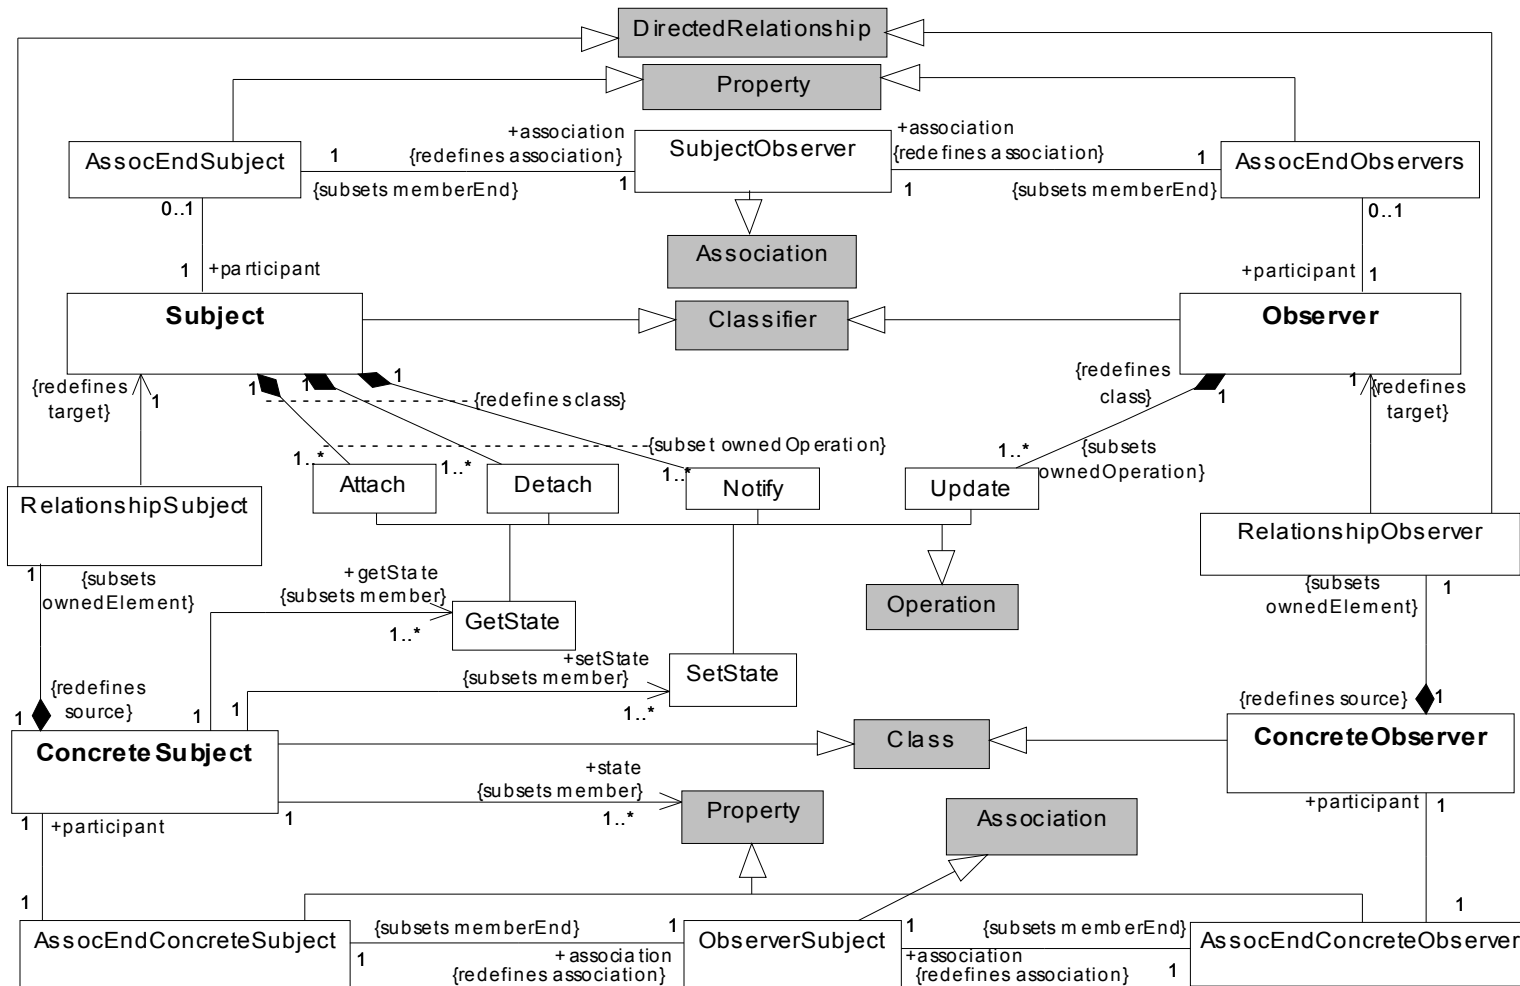 DirectedRelationship
Property
+association
{redefines association}
SubjectObserver
+association
{redefines association}
AssocEndSubject
1
{subsets memberEnd}
1
1
1
{subsets memberEnd}
AssocEndObservers
0..1
0..1
Association
1
+participant
+participant
1
Subject
Classifier
Observer
{redefines
target}
1
1
1
1
{redefines class}
{redefines
class}
1
1
{redefines
target}
{subset ownedOperation}
1..*
1..*
1..*
1..*
{subsets
ownedOperation}
Attach
Detach
Notify
Update
RelationshipSubject
RelationshipObserver
1
{subsets
ownedElement}
+ getState
{subsets member}
1..*
GetState
Operation
{subsets
ownedElement}
1
+setState
{subsets member}
1..*
SetState
{redefines
source}
1
1
1
{redefines source}
1
ConcreteSubject
Class
ConcreteObserver
+state
{subsets member}
1
1..*
Property
Association
1
+participant
+participant
1
1
1
AssocEndConcreteSubject
{subsets memberEnd}
1
1
+ association
{redefines association}
ObserverSubject
1
{subsets memberEnd}
+association
{redefines association}
1
AssocEndConcreteObserver